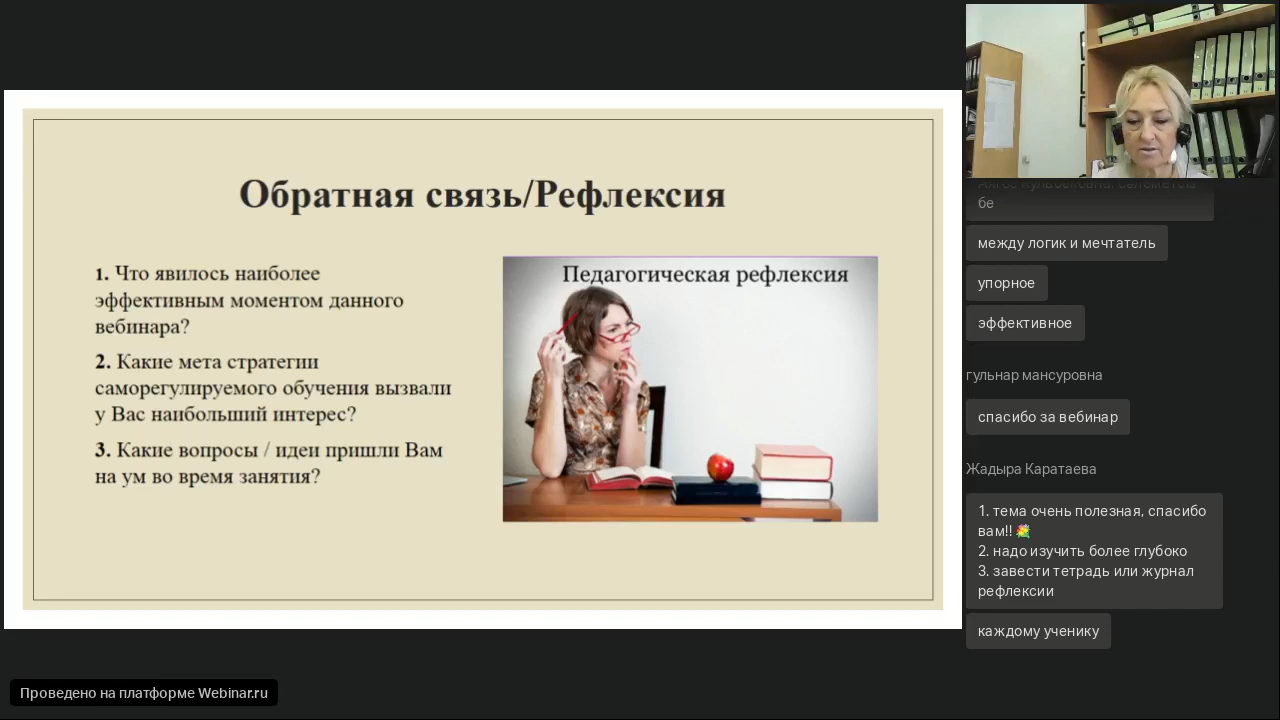 Обратная связь/Рефлексия
1. Что явилось наиболее
эффективным моментом данного
вебинара?
2. Какие мета стратегии
саморегулируемого обучения вызвали
у Вас наибольший интерес?
3. Какие вопросы / идеи пришли Вам
на ум во время занятия?
Педагогическая рефлексия
бе
между логик и мечтатель
упорное
эффективное
гульнар мансуровна
спасибо за вебинар
Жадыра Каратаева
1. тема очень полезная, спасибо
вам!! 💐
2. надо изучить более глубоко
3. завести тетрадь или журнал
рефлексии
каждому ученику
Проведено на платформе Webinar.ru